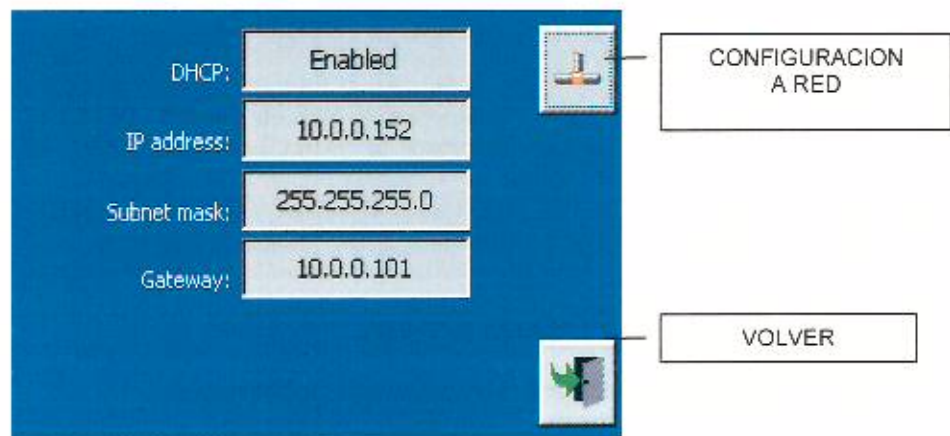 DHCP: Enabled
IP address: 10.0.0.152
Subnet mask: 255.255.255.0
Gateway: 10.0.0.101
CONFIGURACION
A RED
VOLVER